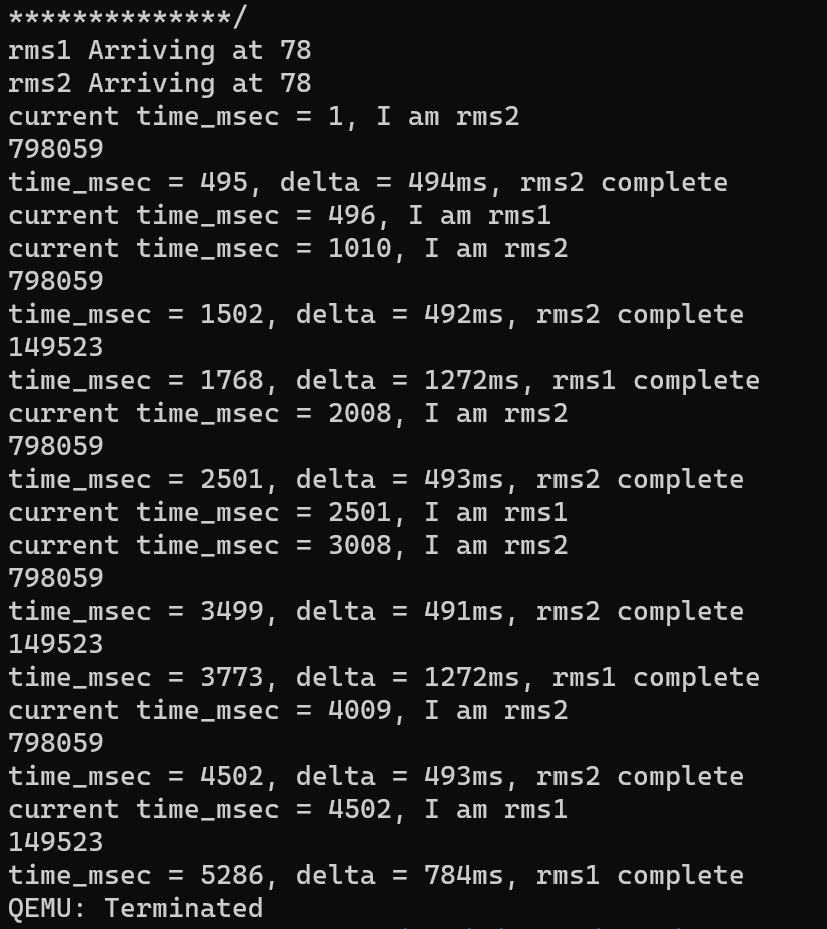 **************/
rms1 Arriving at 78
rms2 Arriving at 78
current time_msec = 1, I am rms2
798059
time_msec = 495, delta = 494ms, rms2 complete
current time_msec = 496, I am rms1
current time_msec = 1010, I am rms2
798059
time_msec = 1502, delta = 492ms, rms2 complete
149523
time_msec = 1768, delta = 1272ms, rms1 complete
current time_msec = 2008, I am rms2
798059
time_msec = 2501, delta = 493ms, rms2 complete
current time_msec = 2501, I am rms1
current time_msec = 3008, I am rms2
798059
time_msec = 3499, delta = 491ms, rms2 complete
149523
time_msec = 3773, delta = 1272ms, rms1 complete
current time_msec = 4009, I am rms2
798059
time_msec = 4502, delta = 493ms, rms2 complete
current time_msec = 4502, I am rms1
149523
time_msec = 5286, delta = 784ms, rms1 complete
QEMU: Terminated